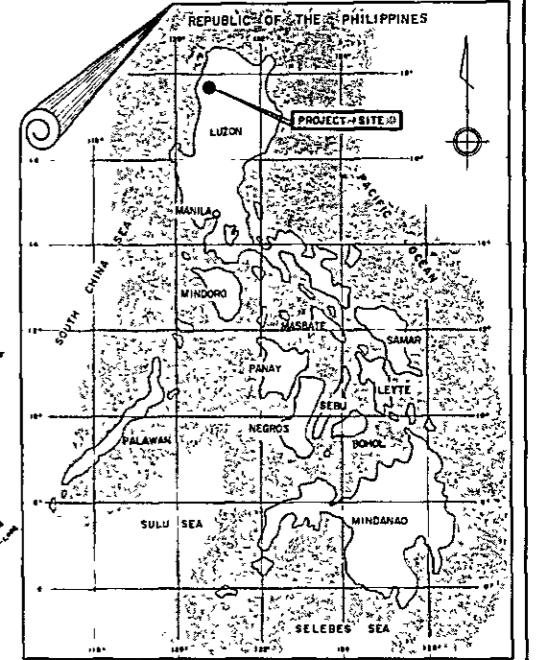 REPUBLIC OF THE PHILIPPINES
PROJECT SITE
LUZON
MANILA
PACIFIC OCEAN
SOUTH CHINA SEA
MINDORO
MASBATE
SAMAR
PANAY
LEYTE
SEBU
NEGROS
BOHOL
PALAWAN
SULU SEA
MINDANAO
SELEBES SEA